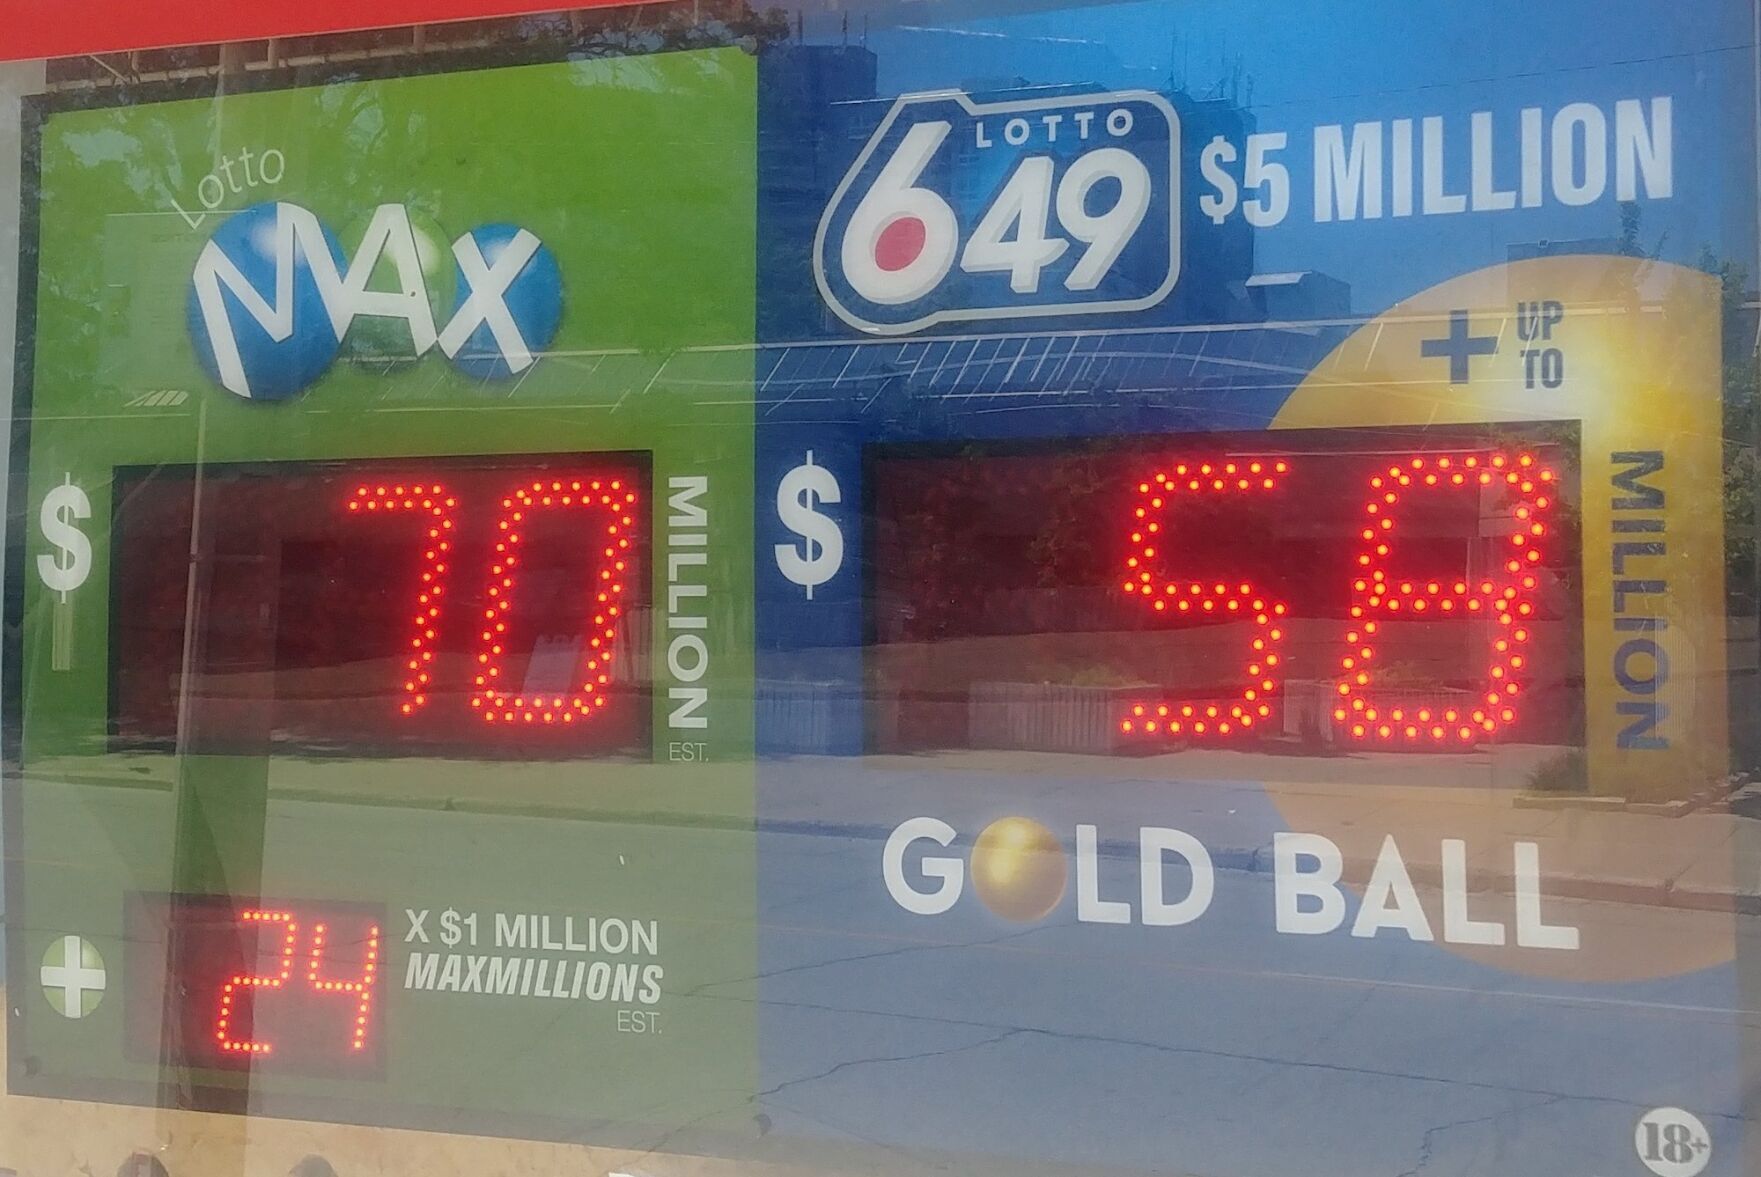 Lotto
MAX
$ 70 MILLION
EST.
+ 24 X $1 MILLION
MAXMILLIONS
EST.
LOTTO
649
$5 MILLION
+ UP
TO
$ 58 MILLION
GOLD BALL
18+